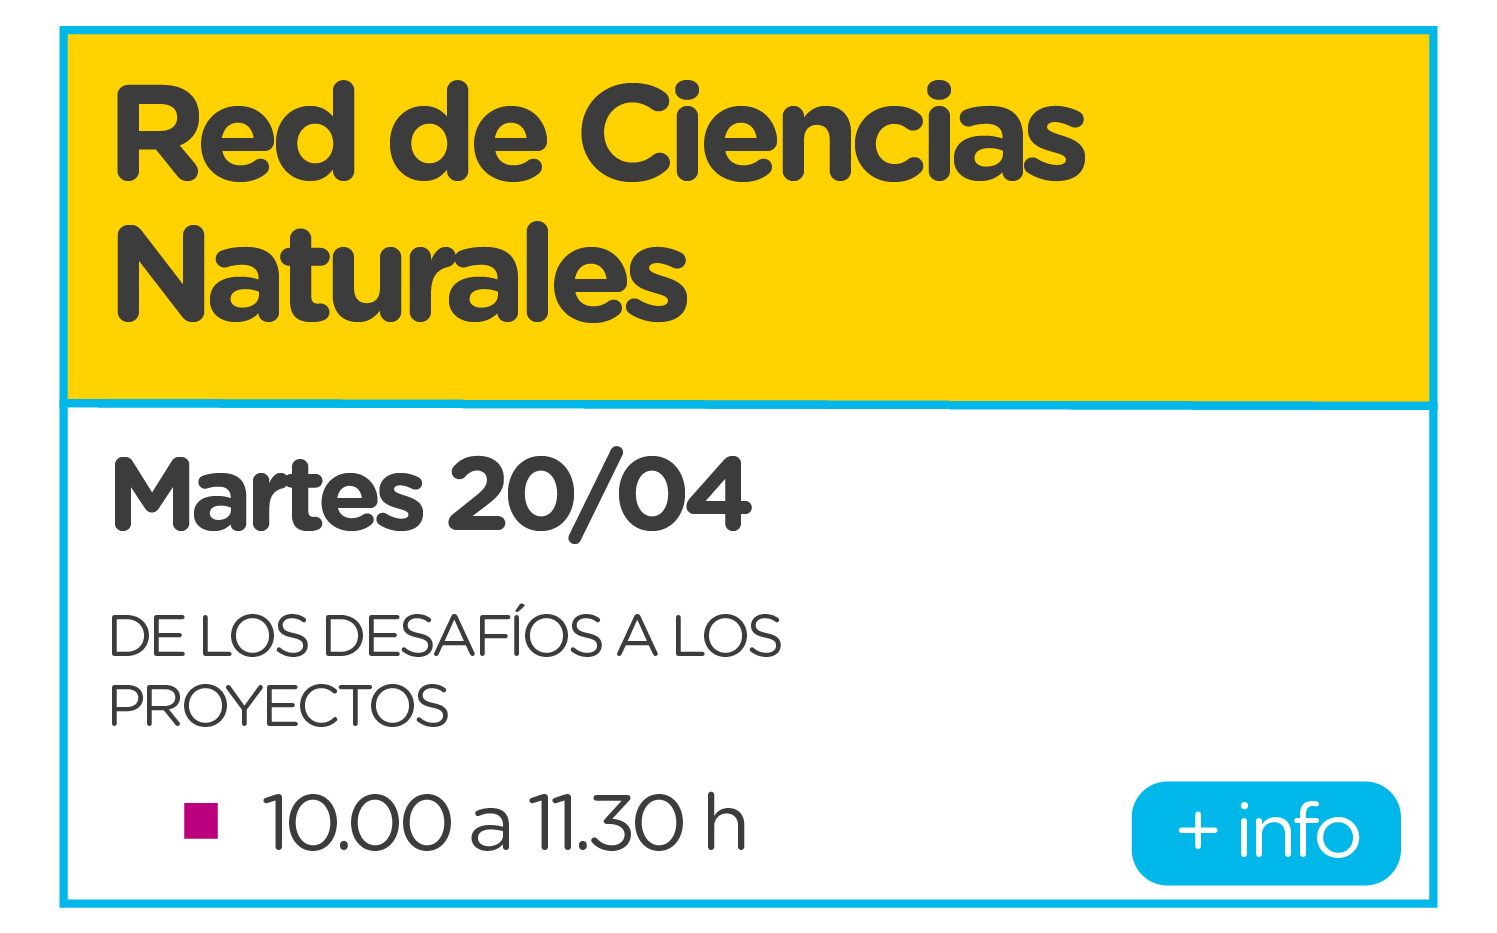 Red de Ciencias
Naturales
Martes 20/04
DE LOS DESAFÍOS A LOS
PROYECTOS
10.00 a 11.30 h
+ info